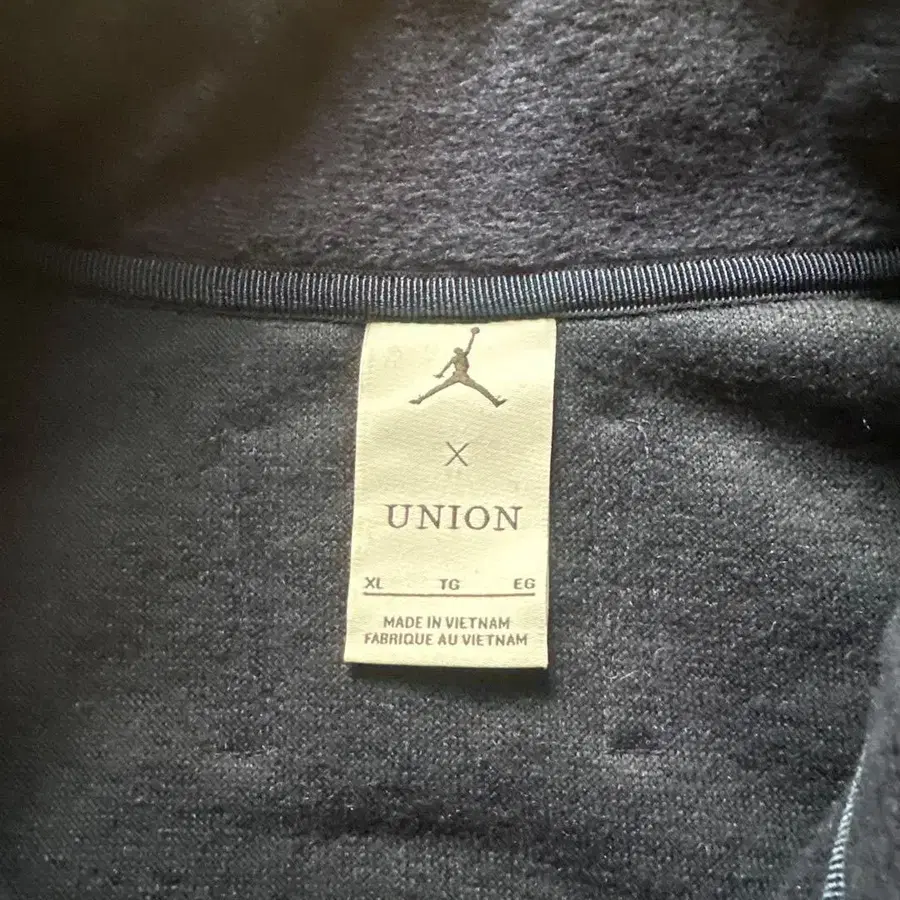 ×
UNION
XL TG EG
MADE IN VIETNAM
FABRIQUE AU VIETNAM